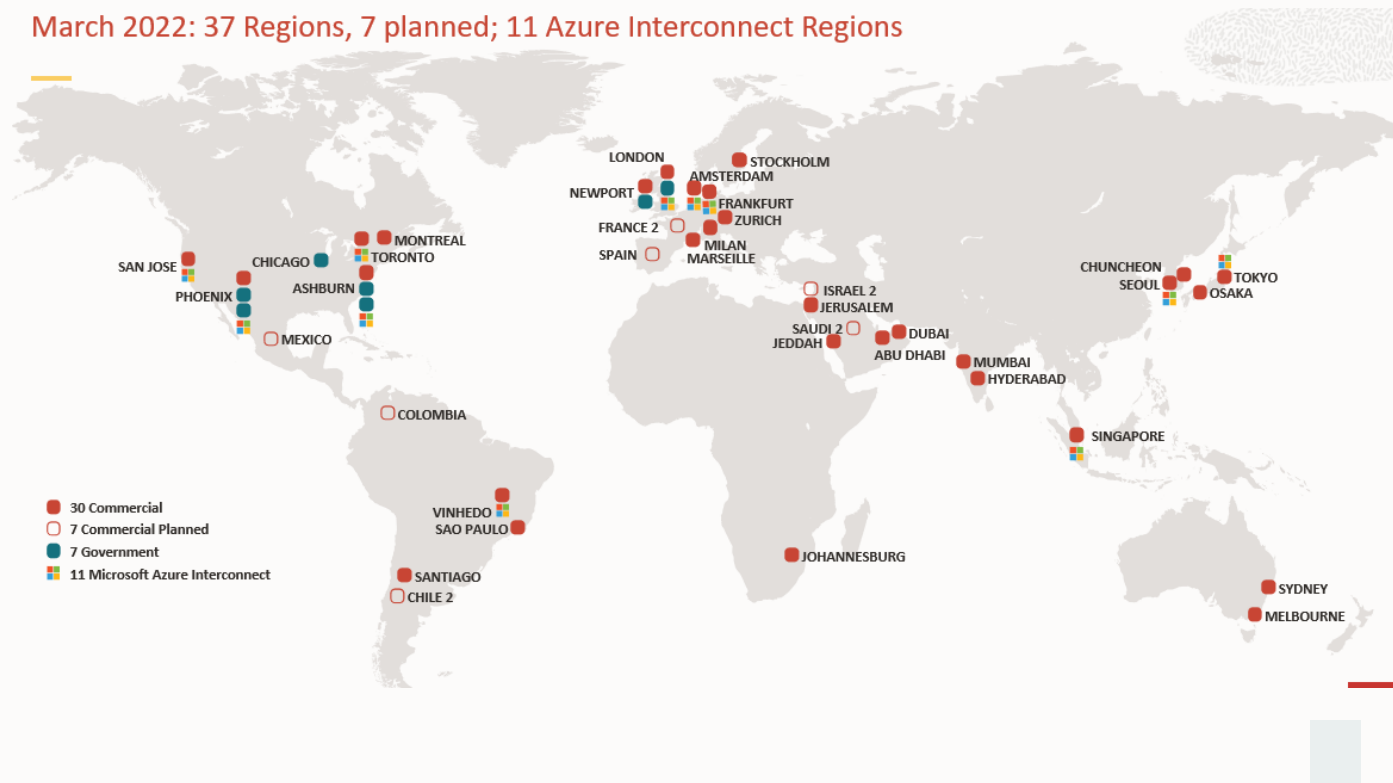 March 2022: 37 Regions, 7 planned; 11 Azure Interconnect Regions
LONDON
STOCKHOLM
AMSTERDAM
NEWPORT
FRANKFURT
ZURICH
FRANCE 2
MILAN
SPAIN
MARSEILLE
MONTREAL
TORONTO
CHICAGO
SAN JOSE
ASHBURN
PHOENIX
MEXICO
CHUNCHEON
SEOUL
TOKYO
OSAKA
ISRAEL 2
JERUSALEM
SAUDI 2
JEDDAH
DUBAI
ABU DHABI
MUMBAI
HYDERABAD
COLOMBIA
SINGAPORE
VINHEDO
SAO PAULO
SANTIAGO
CHILE 2
JOHANNESBURG
SYDNEY
MELBOURNE
30 Commercial
7 Commercial Planned
7 Government
11 Microsoft Azure Interconnect